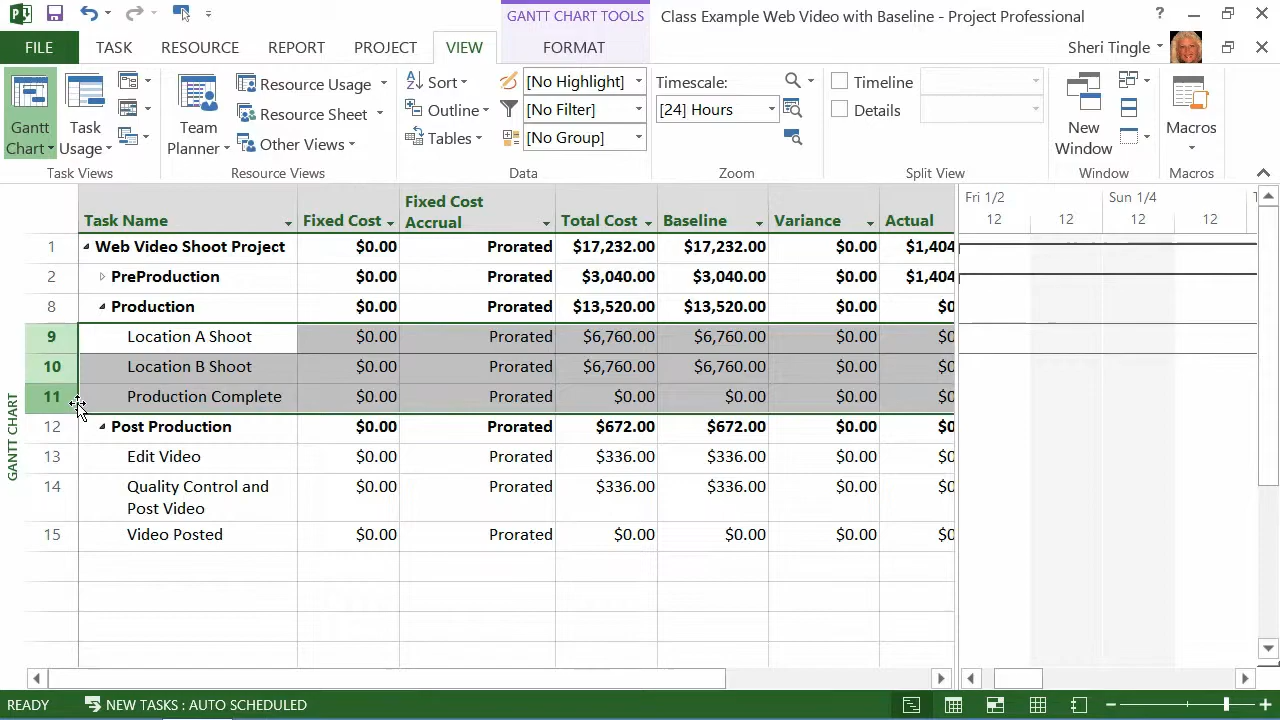 GANTT CHART TOOLS
Class Example Web Video with Baseline - Project Professional
?
FILE TASK RESOURCE REPORT PROJECT VIEW FORMAT
Sheri Tingle
Gantt Chart
Task Usage
Task Views
Team Planner
Resource Usage
Resource Sheet
Other Views
Resource Views
Sort
Outline
Tables
[No Highlight]
[No Filter]
[No Group]
Data
Timescale:
[24] Hours
Zoom
Timeline
Details
Split View
New Window
Window
Macros
Macros
Task Name Fixed Cost Fixed Cost Accrual Total Cost Baseline Variance Actual
Fri 1/2 Sun 1/4
12 12 12 12
1 Web Video Shoot Project $0.00 Prorated $17,232.00 $17,232.00 $0.00 $1,404
2 PreProduction $0.00 Prorated $3,040.00 $3,040.00 $0.00 $1,404
8 Production $0.00 Prorated $13,520.00 $13,520.00 $0.00 $0
9 Location A Shoot $0.00 Prorated $6,760.00 $6,760.00 $0.00 $0
10 Location B Shoot $0.00 Prorated $6,760.00 $6,760.00 $0.00 $0
11 Production Complete $0.00 Prorated $0.00 $0.00 $0.00 $0
12 Post Production $0.00 Prorated $672.00 $672.00 $0.00 $0
13 Edit Video $0.00 Prorated $336.00 $336.00 $0.00 $0
14 Quality Control and Post Video $0.00 Prorated $336.00 $336.00 $0.00 $0
15 Video Posted $0.00 Prorated $0.00 $0.00 $0.00 $0
GANTT CHART
READY NEW TASKS : AUTO SCHEDULED